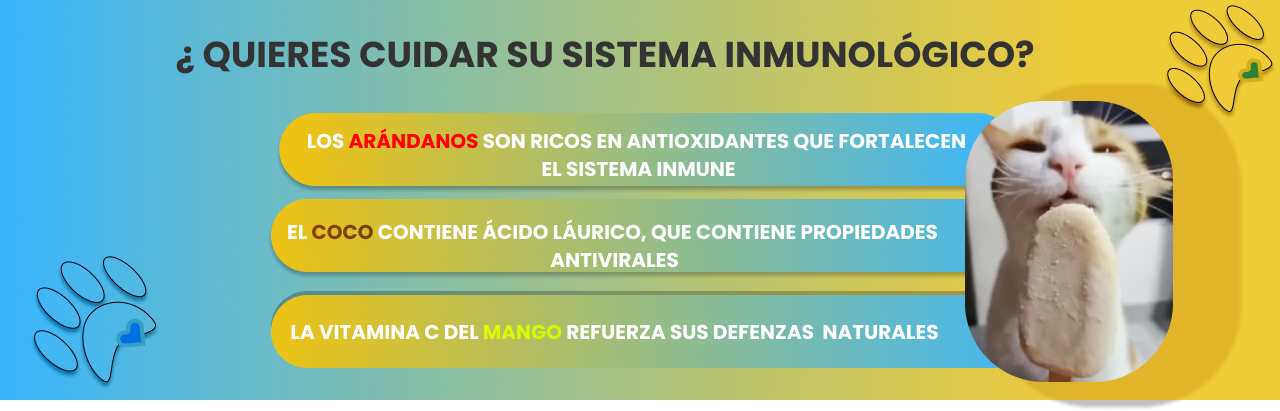 ¿ QUIERES CUIDAR SU SISTEMA INMUNOLÓGICO?
LOS ARÁNDANOS SON RICOS EN ANTIOXIDANTES QUE FORTALECEN
EL SISTEMA INMUNE
EL COCO CONTIENE ÁCIDO LÁURICO, QUE CONTIENE PROPIEDADES
ANTIVIRALES
LA VITAMINA C DEL MANGO REFUERZA SUS DEFENZAS  NATURALES